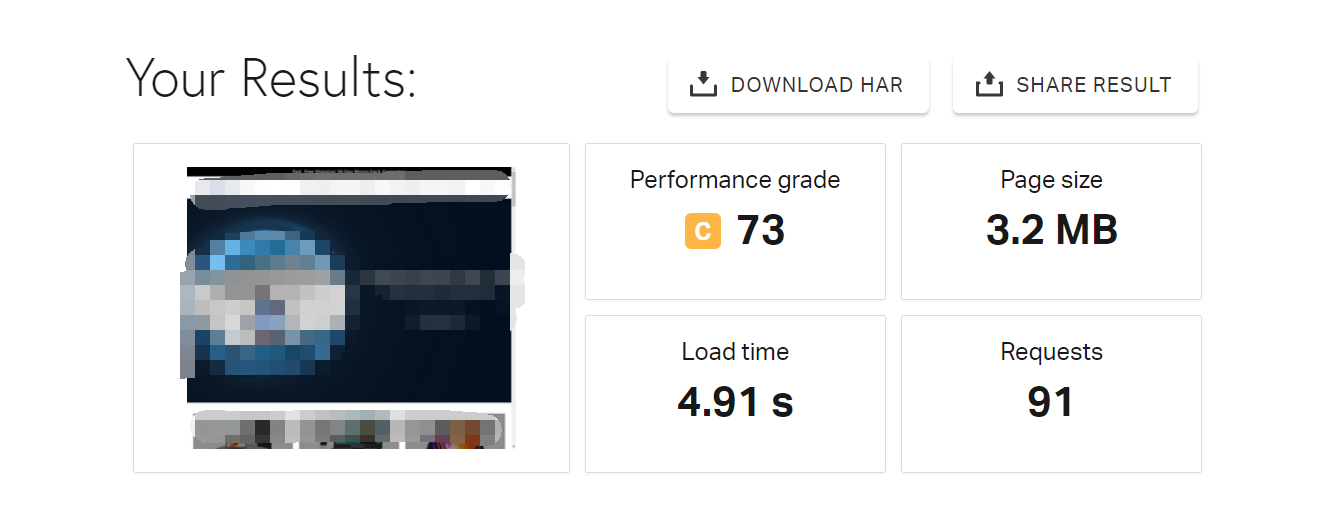 Your Results:
DOWNLOAD HAR
SHARE RESULT
Performance grade
C 73
Page size
3.2 MB
Load time
4.91 s
Requests
91